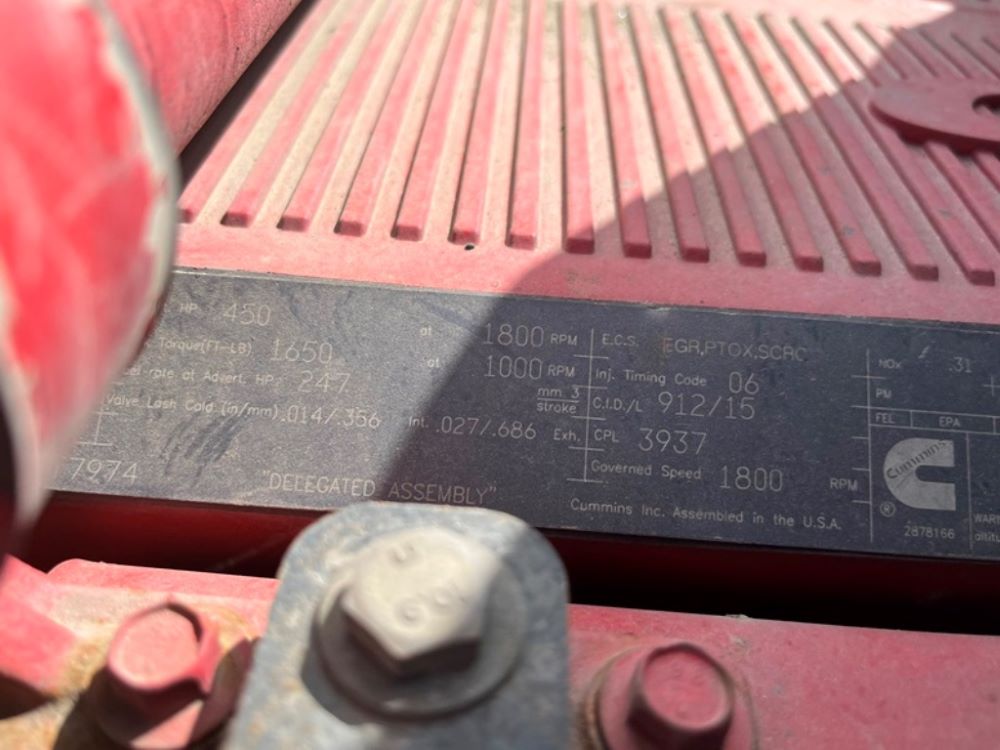 HP 450 at 1800 RPM
Torque(FT-LB) 1650 at 1000 RPM
at Advert. HP 247 mm 3 stroke
Valve Lash Cold (in/mm) .014/.356 Int. .027/.686 Exh.
7974
"DELEGATED ASSEMBLY"
E.C.S. EGR,PTOX,SCRC
Inj. Timing Code 06
C.I.D./L 912/15
CPL 3937
Governed Speed 1800 RPM
Cummins Inc. Assembled in the U.S.A.
NOx .31
PM
FEL EPA
Cummins
®
2878166